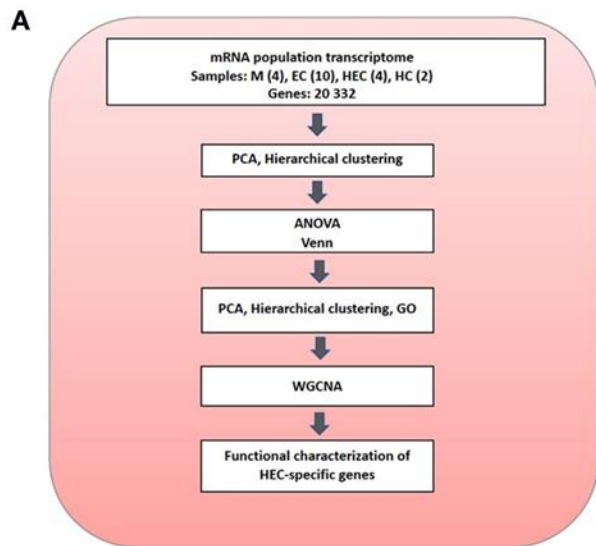 A
mRNA population transcriptome
Samples: M (4), EC (10), HEC (4), HC (2)
Genes: 20 332
PCA, Hierarchical clustering
ANOVA
Venn
PCA, Hierarchical clustering, GO
WGCNA
Functional characterization of
HEC-specific genes